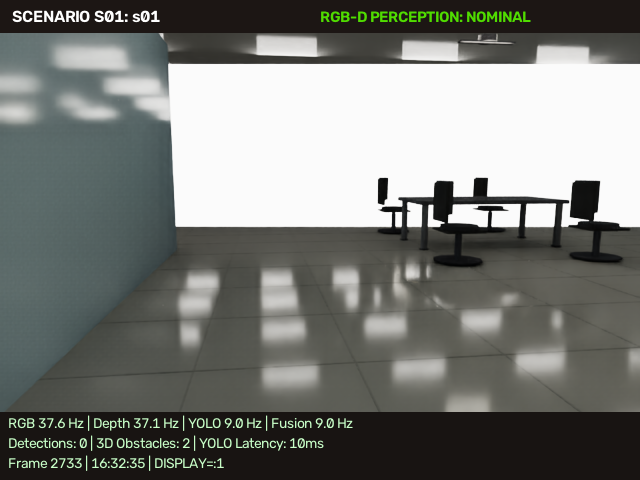 SCENARIO S01: s01
RGB-D PERCEPTION: NOMINAL
RGB 37.6 Hz | Depth 37.1 Hz | YOLO 9.0 Hz | Fusion 9.0 Hz
Detections: 0 | 3D Obstacles: 2 | YOLO Latency: 10ms
Frame 2733 | 16:32:35 | DISPLAY=:1